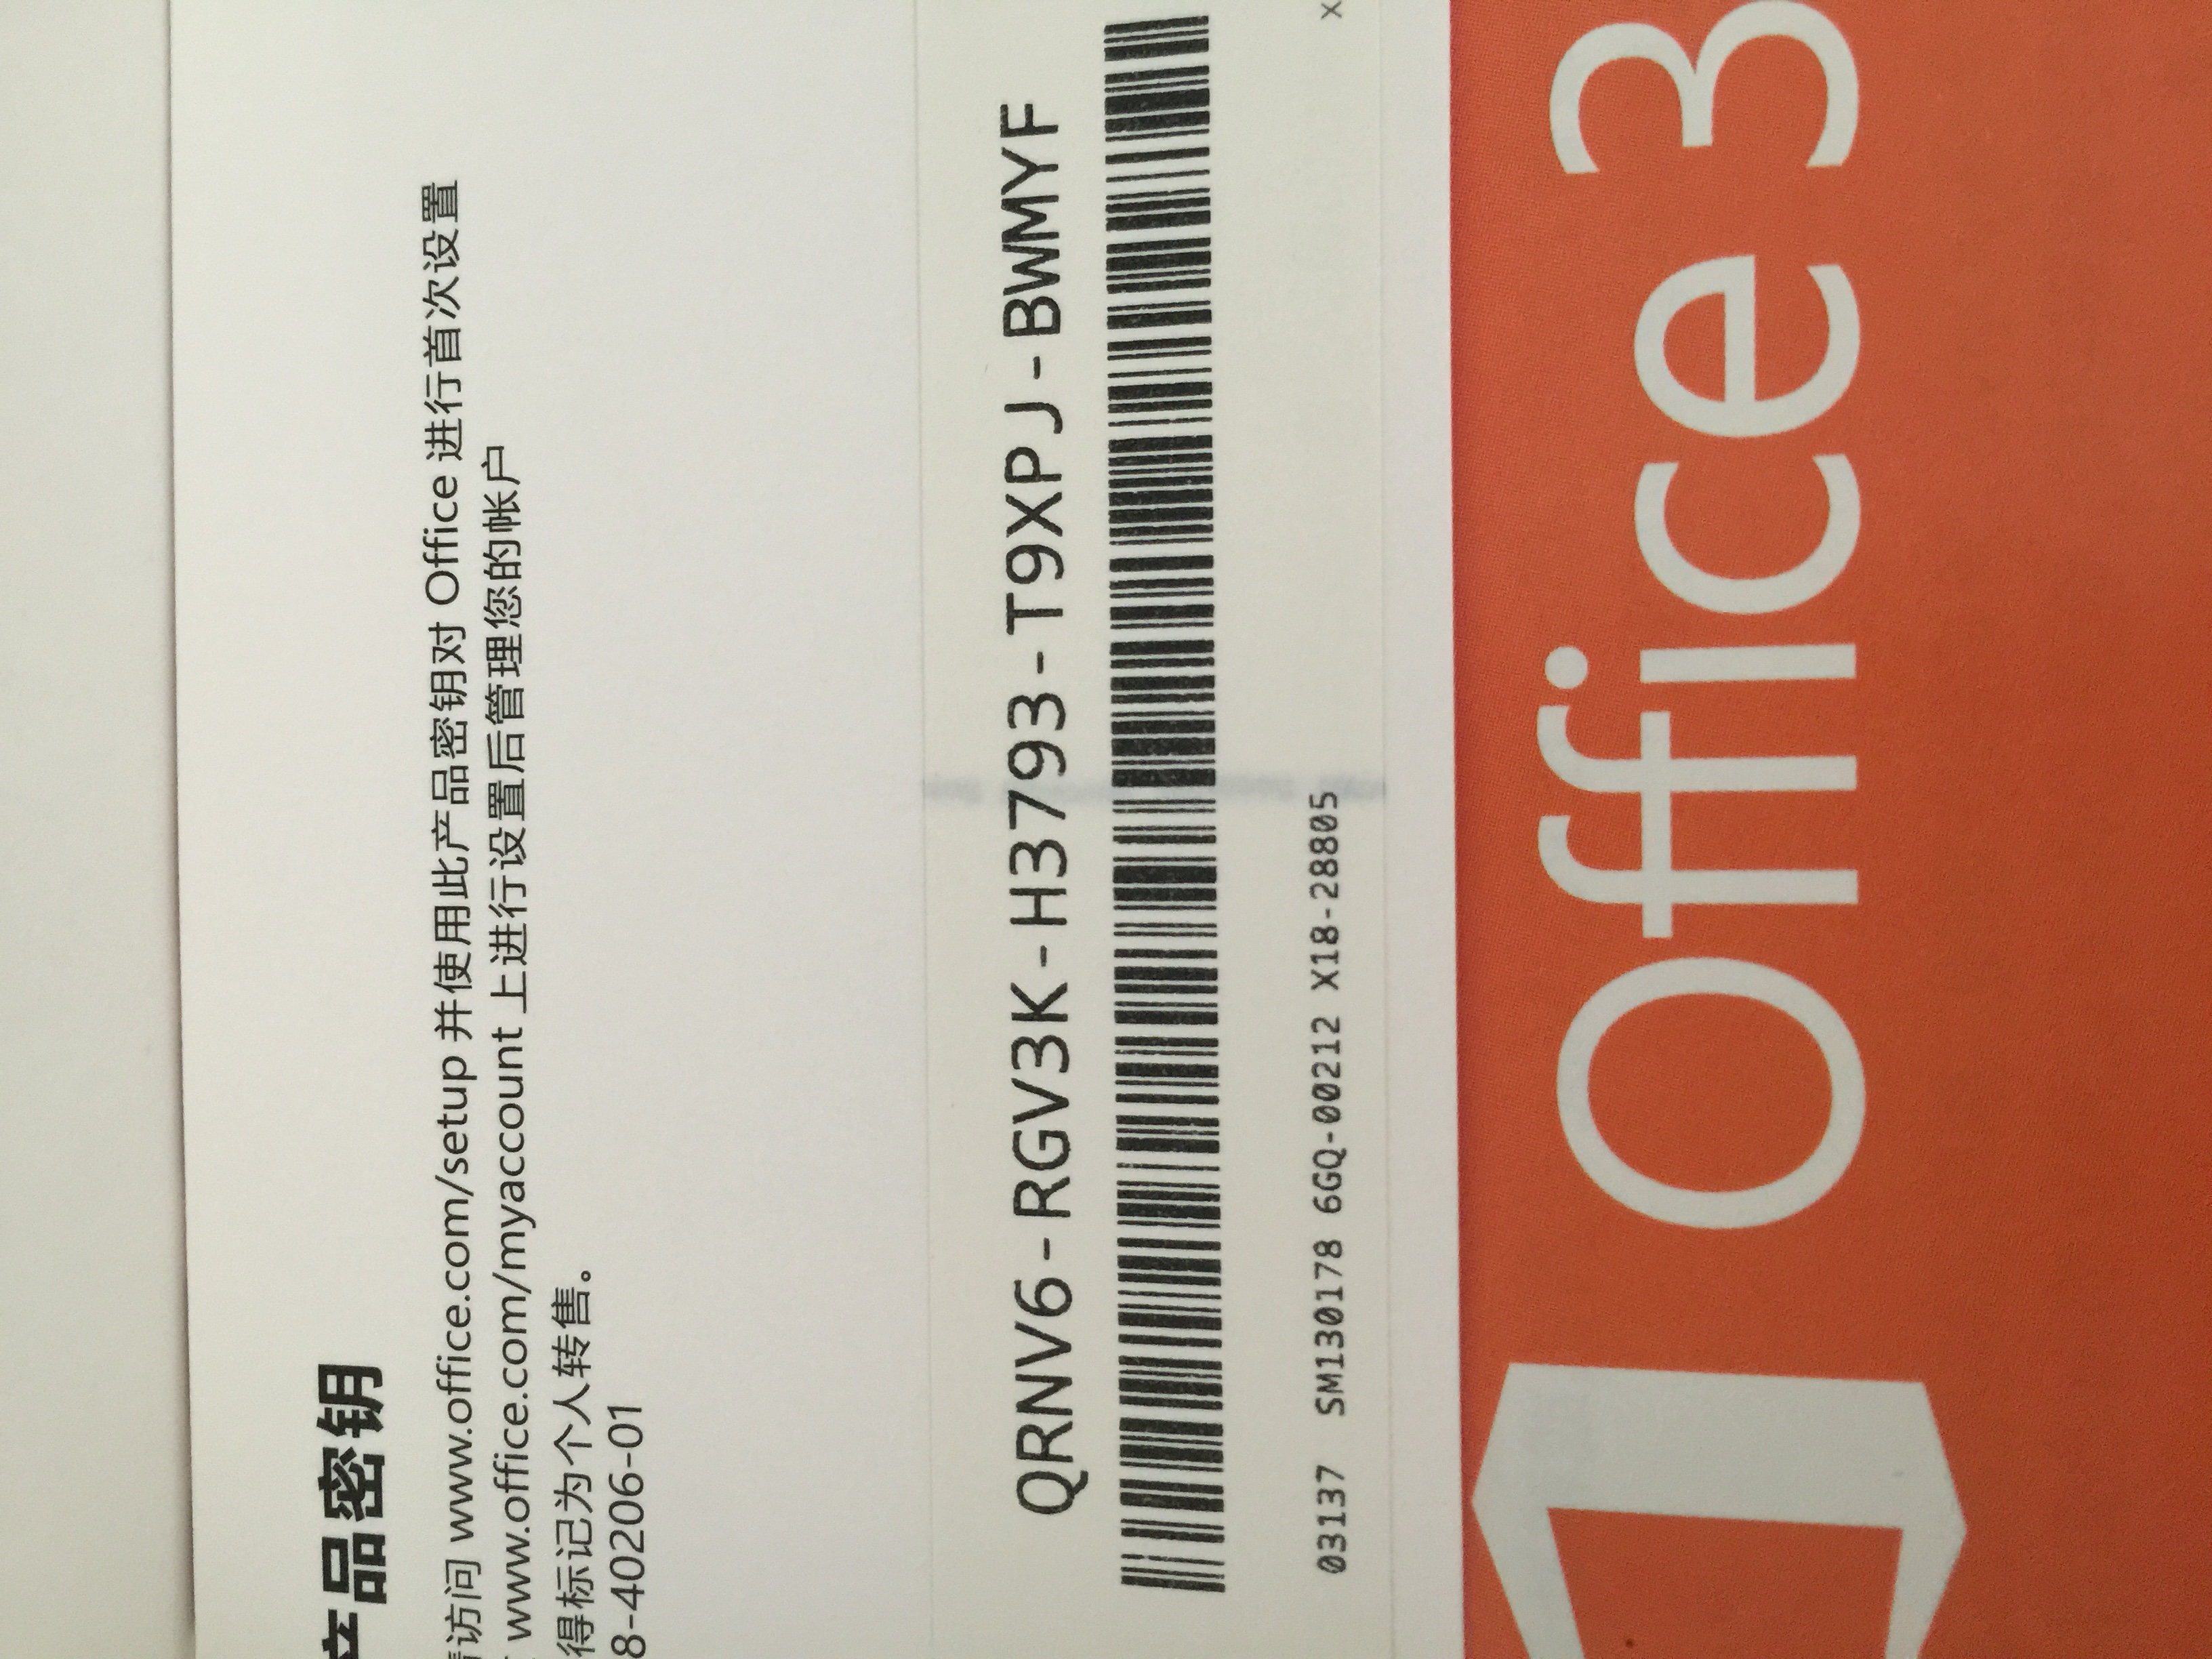 产品密钥
请访问 www.office.com/setup 并使用此产品密钥对 Office 进行首次设置
www.office.com/myaccount 上进行设置后管理您的帐户
得标记为个人转售。
8-40206-01
QRNV6-RGV3K-H3793-T9XPJ-BWMYF
03137 SM130178 6GQ-00212 X18-28805
X
Office 3